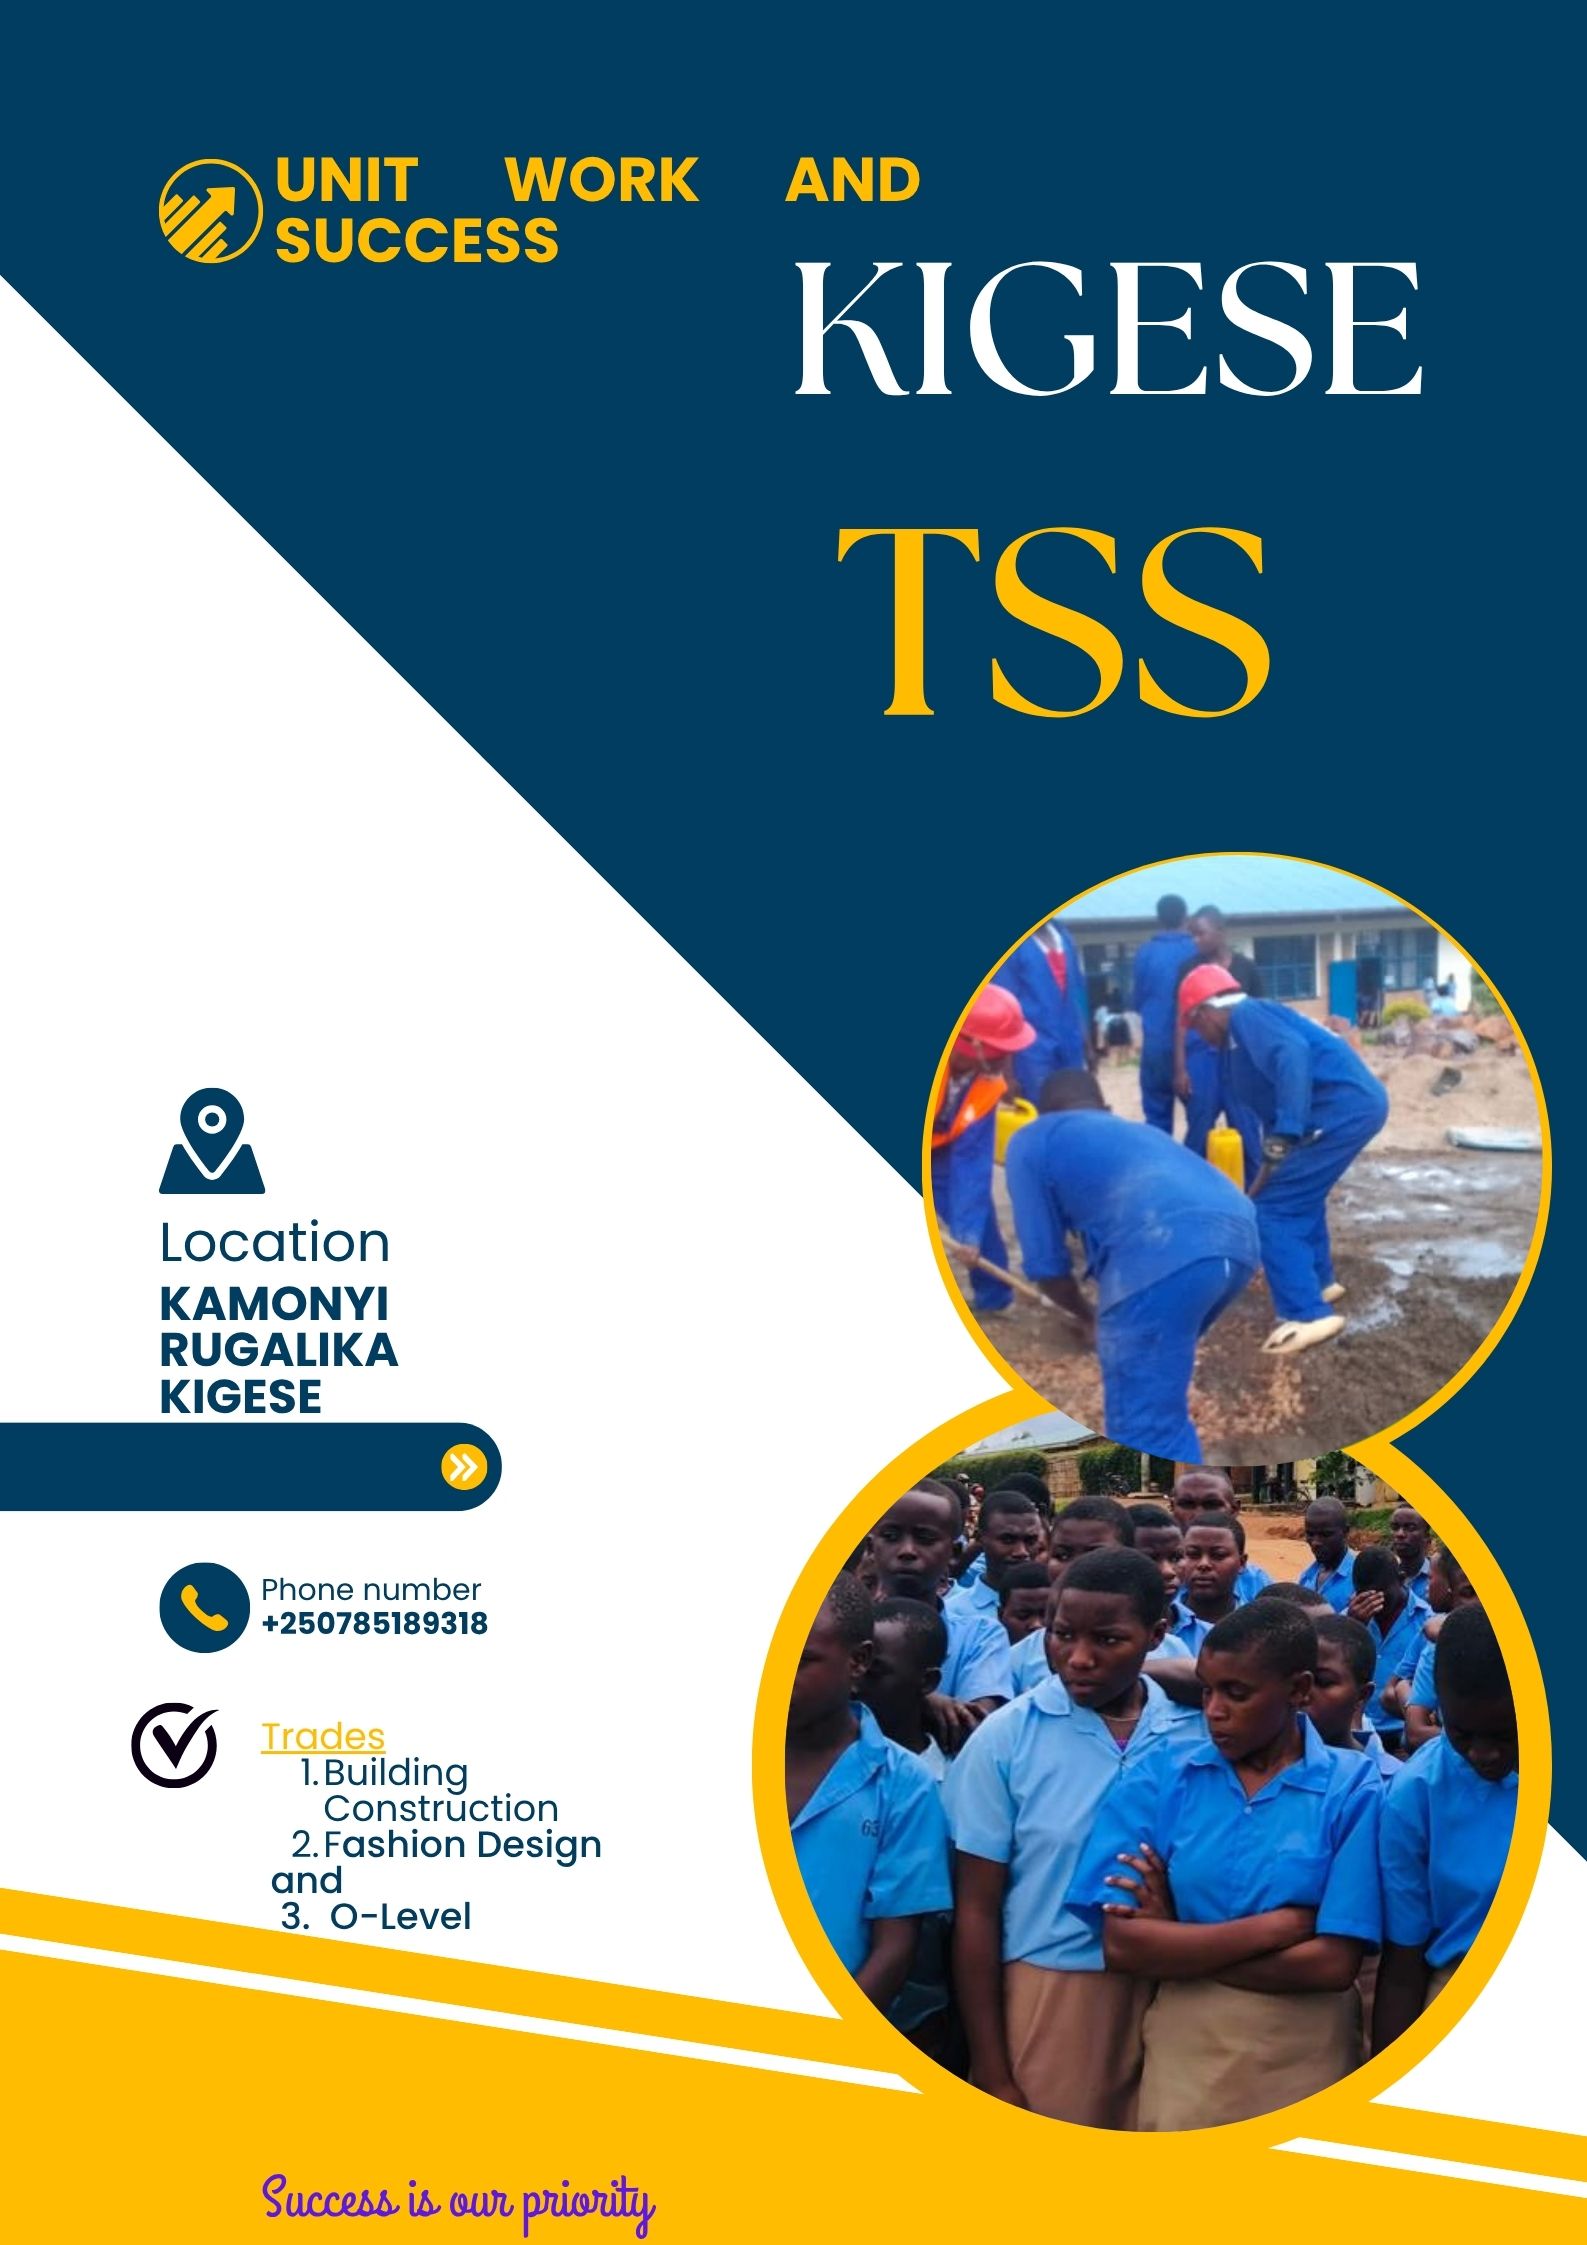 UNIT WORK AND
SUCCESS
KIGESE
TSS
Location
KAMONYI
RUGALIKA
KIGESE
Phone number
+250785189318
Trades
1. Building
Construction
2. Fashion Design
and
3. O-Level
63
Success is our priority